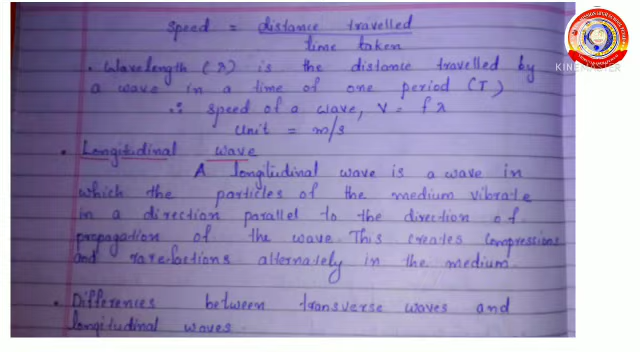 Speed = distance travelled
time taken
• Wavelength (λ) is the distance travelled by
a wave in a time of one period (T)
∴ speed of a wave, V = fλ
Unit = m/s
• Longitudinal wave
A longitudinal wave is a wave in
which the particles of the medium vibrate
in a direction parallel to the direction of
propagation of the wave. This creates compressions
and rarefactions alternately in the medium.
• Differences between transverse waves and
longitudinal waves
KINEMASTER